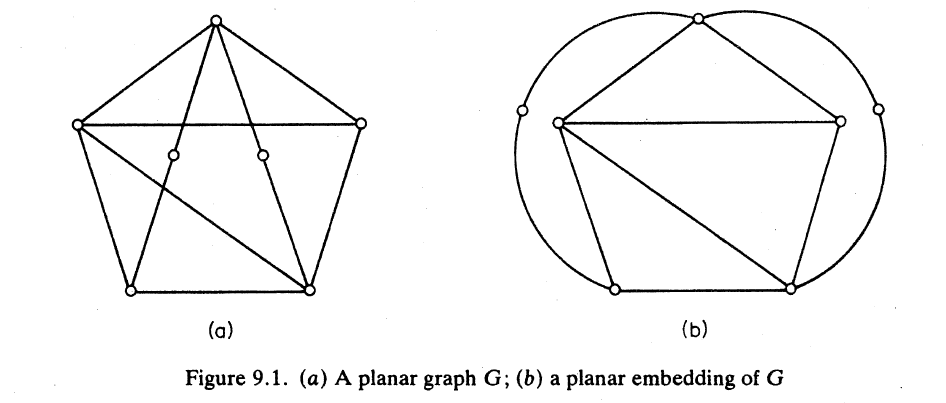 (a)
(b)
Figure 9.1. (a) A planar graph G; (b) a planar embedding of G